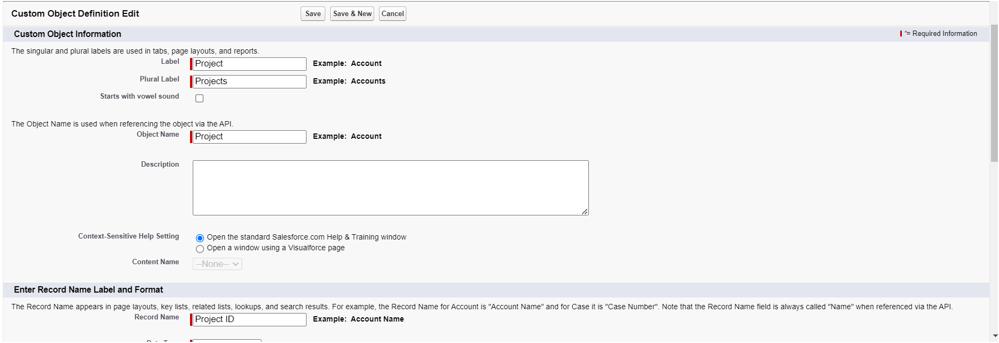 Custom Object Definition Edit Save Save & New Cancel
Custom Object Information *= Required Information
The singular and plural labels are used in tabs, page layouts, and reports.
Label Project Example: Account
Plural Label Projects Example: Accounts
Starts with vowel sound
The Object Name is used when referencing the object via the API.
Object Name Project Example: Account
Description
Context-Sensitive Help Setting Open the standard Salesforce.com Help & Training window
Open a window using a Visualforce page
Content Name --None--
Enter Record Name Label and Format
The Record Name appears in page layouts, key lists, related lists, lookups, and search results. For example, the Record Name for Account is "Account Name" and for Case it is "Case Number". Note that the Record Name field is always called "Name" when referenced via the API.
Record Name Project ID Example: Account Name